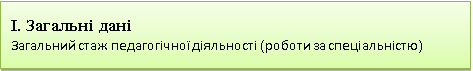 І. Загальні дані
Загальний стаж педагогічної діяльності (роботи за спеціальністю)